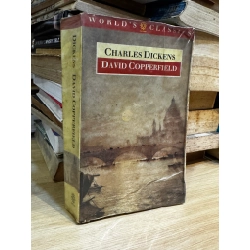 WORLD'S CLASSICS
CHARLES DICKENS
DAVID COPPERFIELD
DICKENS DAVID COPPERFIELD